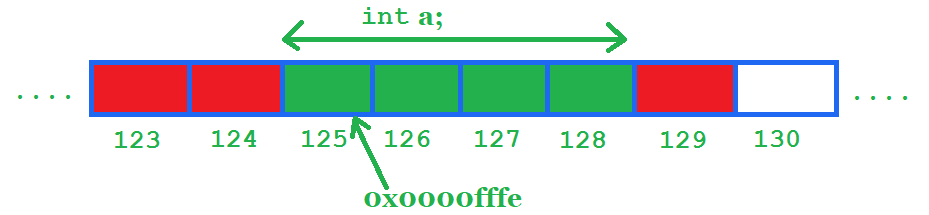 int a;
.... ....
123 124 125 126 127 128 129 130
0x0000fffe